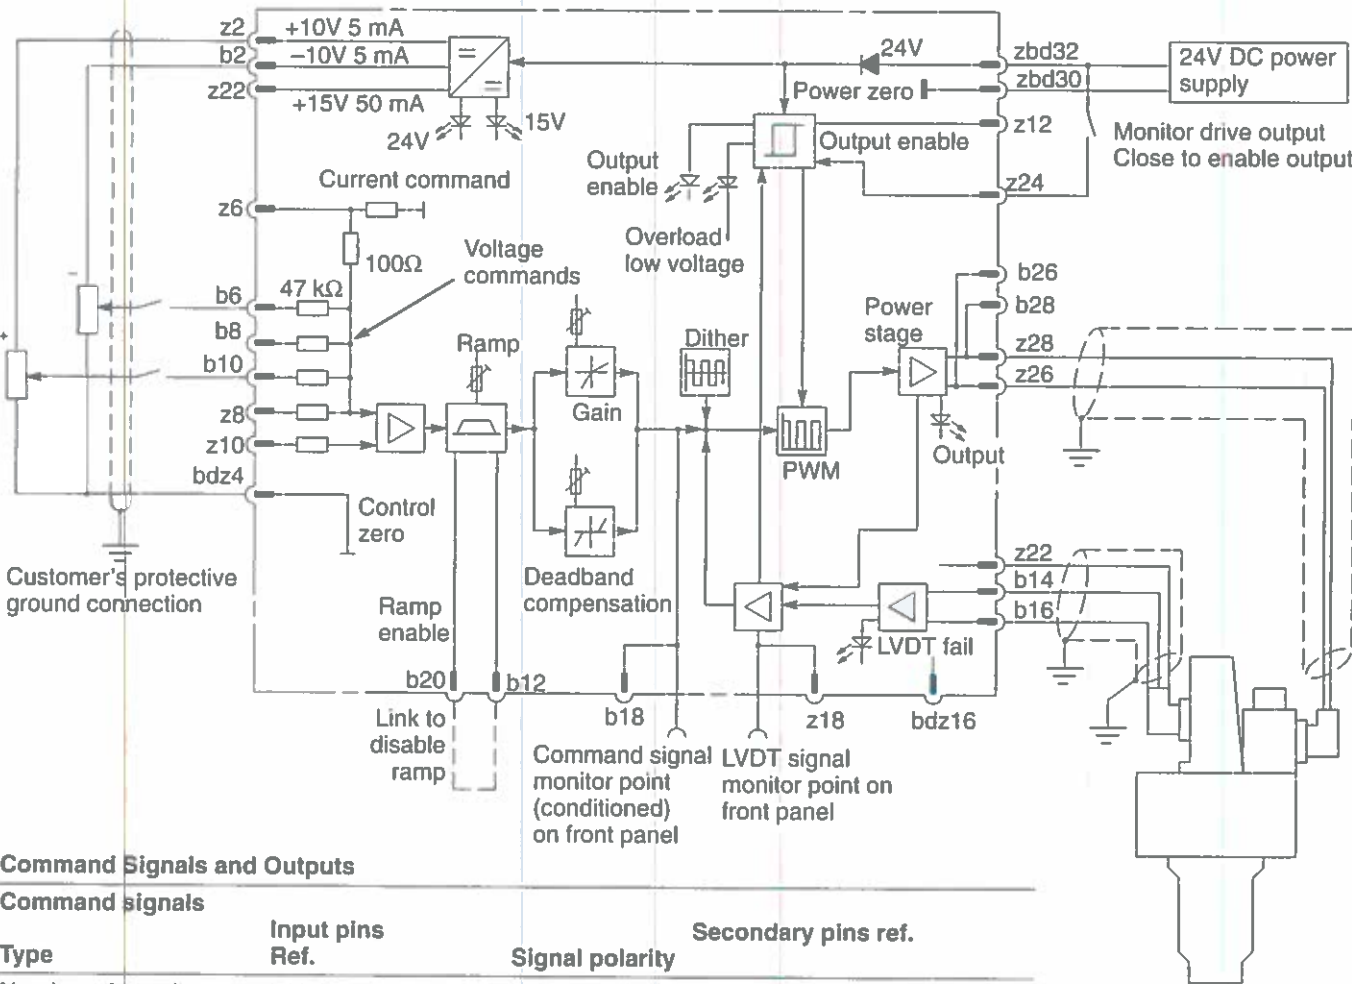 z2
+10V 5 mA
b2
−10V 5 mA
z22
+15V 50 mA
24V
15V
24V
zbd32
zbd30
Power zero
24V DC power
supply
z12
Output enable
Monitor drive output
Close to enable output
z24
Output
enable
Overload
low voltage
Current command
z6
100Ω
Voltage
commands
b6
47 kΩ
b8
b10
z8
z10
bdz4
Control
zero
Ramp
Gain
Dither
Power
stage
PWM
Output
b26
b28
z28
z26
Customer's protective
ground connection
Deadband
compensation
Ramp
enable
z22
b14
b16
LVDT fail
b20
b12
b18
z18
bdz16
Link to
disable
ramp
Command signal
monitor point
(conditioned)
on front panel
LVDT signal
monitor point on
front panel
+
−
Command Signals and Outputs
Command signals
Type
Input pins
Ref.
Signal polarity
Secondary pins ref.